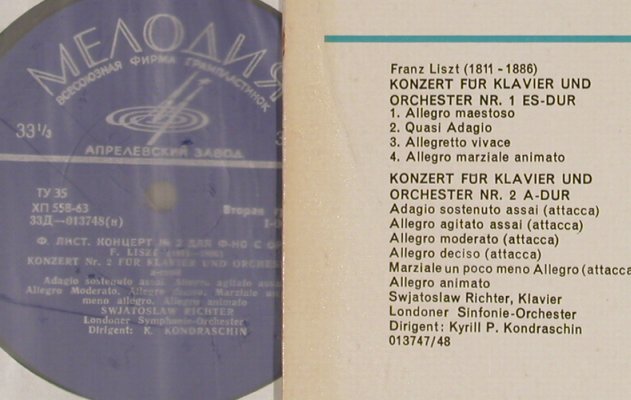 МЕЛОДИЯ
ВСЕСОЮЗНАЯ ФИРМА ГРАМПЛАСТИНОК
33⅓
3
АПРЕЛЕВСКИЙ ЗАВОД
ТУ 35
ХП 558-63
33Д—013748(н)
Вторая
Ф. ЛИСТ. КОНЦЕРТ № 2 ДЛЯ Ф-НО С ОР
F. LISZT (1811—1886)
KONZERT Nr. 2 FÜR KLAVIER UND ORCHES
a-moll
Adagio sostenuto assai. Allegro agitato assai
Allegro Moderato. Allegro deciso. Marziale un
meno allegro. Allegro animato
SWJATOSLAW RICHTER
Londoner Symphonie-Orchester
Dirigent: K. KONDRASCHIN
Franz Liszt (1811 - 1886)
KONZERT FÜR KLAVIER UND
ORCHESTER NR. 1 ES-DUR
1. Allegro maestoso
2. Quasi Adagio
3. Allegretto vivace
4. Allegro marziale animato
KONZERT FÜR KLAVIER UND
ORCHESTER NR. 2 A-DUR
Adagio sostenuto assai (attacca)
Allegro agitato assai (attacca)
Allegro moderato (attacca)
Allegro deciso (attacca)
Marziale un poco meno Allegro (attacca
Allegro animato
Swjatoslaw Richter, Klavier
Londoner Sinfonie-Orchester
Dirigent: Kyrill P. Kondraschin
013747/48